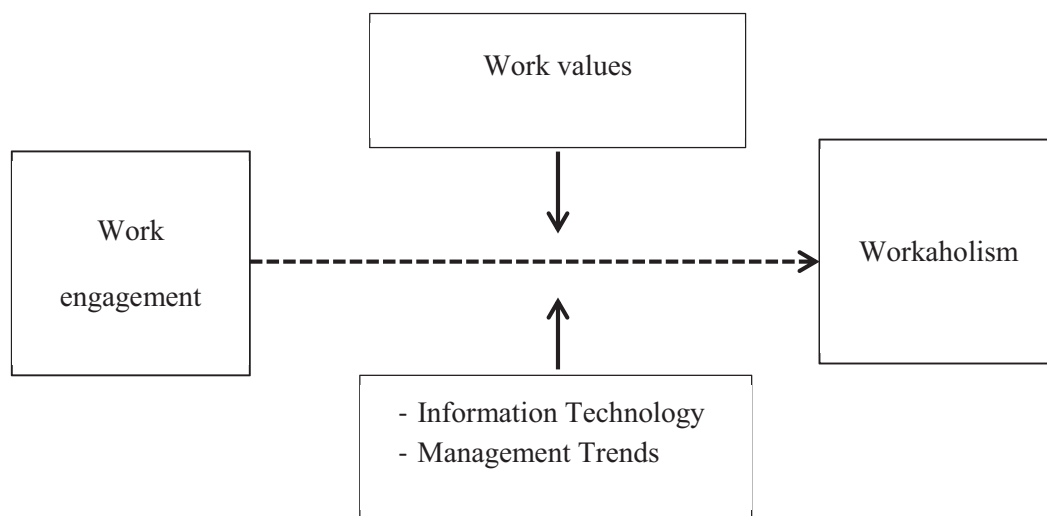 Work values
Work
engagement
Workaholism
- Information Technology
- Management Trends